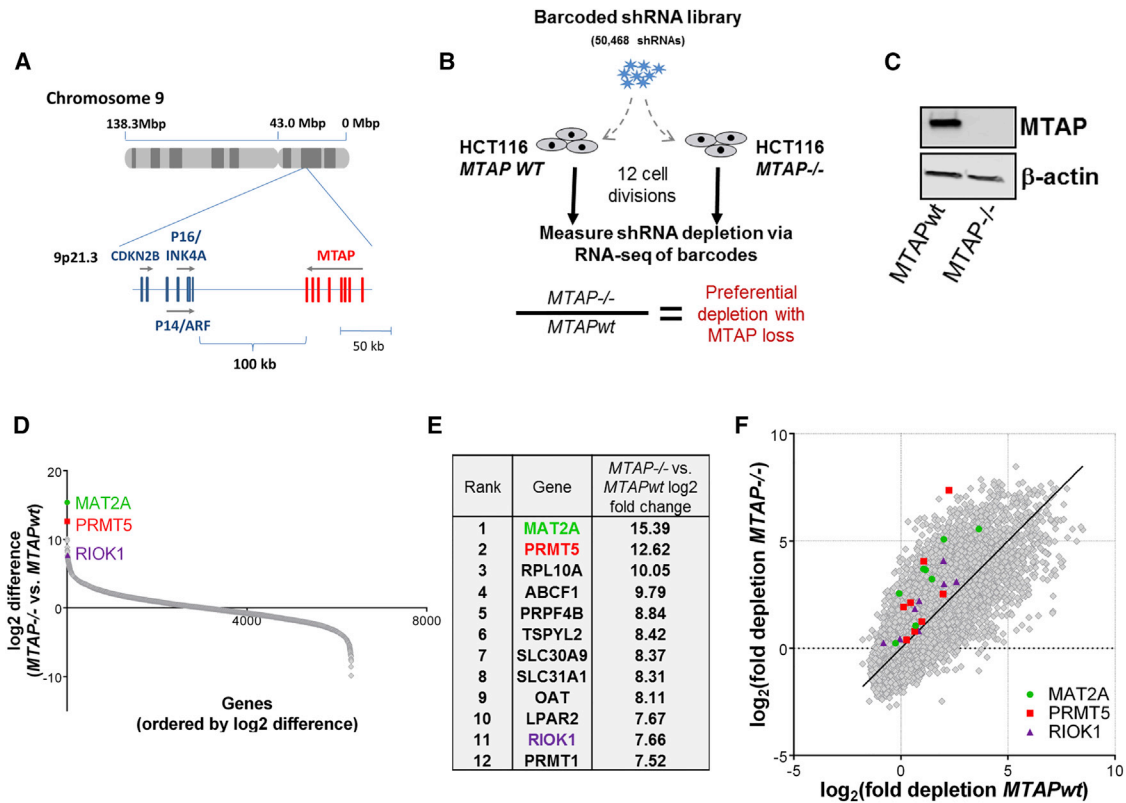 A
Chromosome 9
138.3Mbp 43.0 Mbp 0 Mbp
9p21.3
CDKN2B
P16/
INK4A
MTAP
P14/ARF
50 kb
100 kb
B
Barcoded shRNA library
(50,468 shRNAs)
HCT116
MTAP WT
HCT116
MTAP-/-
12 cell
divisions
Measure shRNA depletion via
RNA-seq of barcodes
MTAP-/-
MTAPwt
=
Preferential
depletion with
MTAP loss
C
MTAP
β-actin
MTAPwt
MTAP-/-
D
log2 difference
(MTAP-/- vs. MTAPwt)
20
10
0
-10
MAT2A
PRMT5
RIOK1
4000
8000
Genes
(ordered by log2 difference)
E
Rank Gene MTAP-/- vs. MTAPwt log2 fold change
1 MAT2A 15.39
2 PRMT5 12.62
3 RPL10A 10.05
4 ABCF1 9.79
5 PRPF4B 8.84
6 TSPYL2 8.42
7 SLC30A9 8.37
8 SLC31A1 8.31
9 OAT 8.11
10 LPAR2 7.67
11 RIOK1 7.66
12 PRMT1 7.52
F
log2(fold depletion MTAP-/-)
10
5
0
-5
MAT2A
PRMT5
RIOK1
-5 0 5 10
log2(fold depletion MTAPwt)